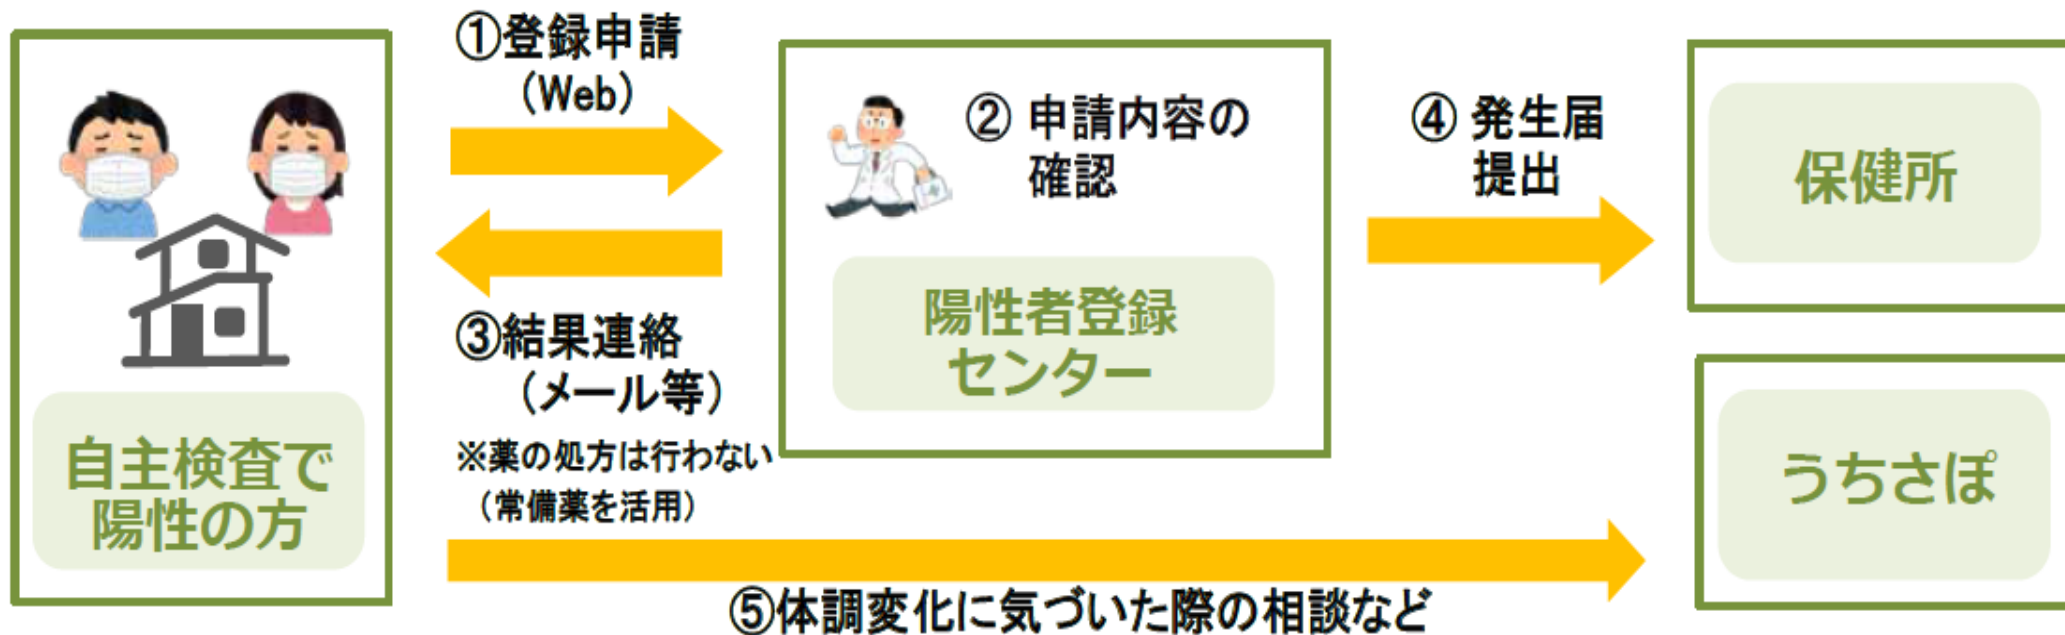 ①登録申請
（Web）
② 申請内容の
確認
④ 発生届
提出
保健所
陽性者登録
センター
③結果連絡
（メール等）
※薬の処方は行わない
（常備薬を活用）
自主検査で
陽性の方
うちさぽ
⑤体調変化に気づいた際の相談など